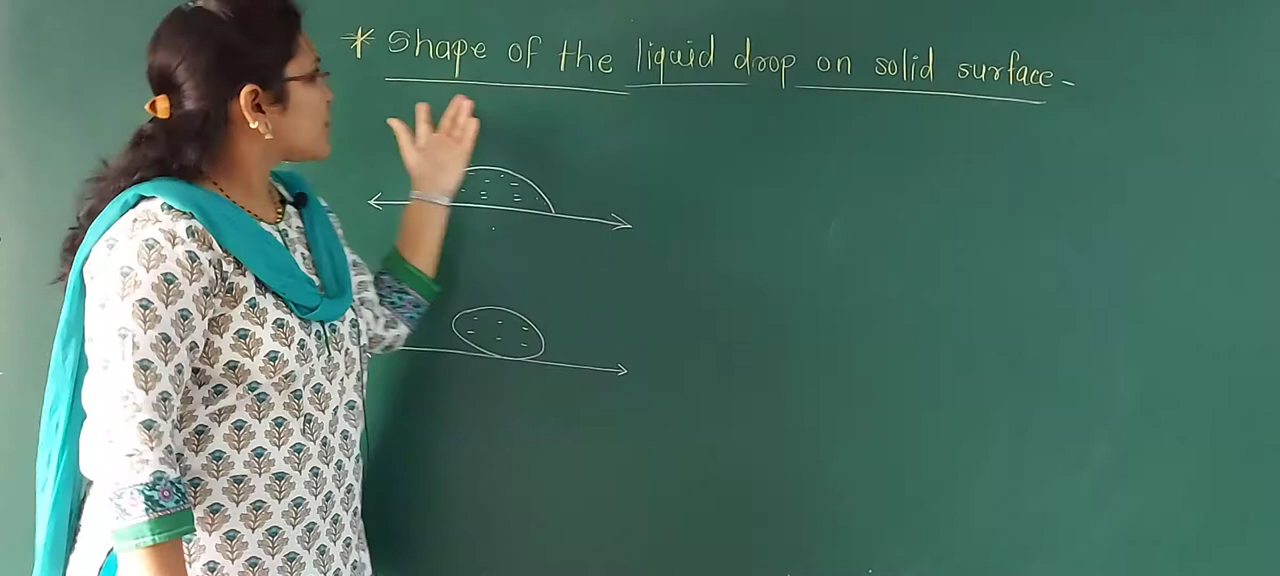 * Shape of the liquid drop on solid surface -